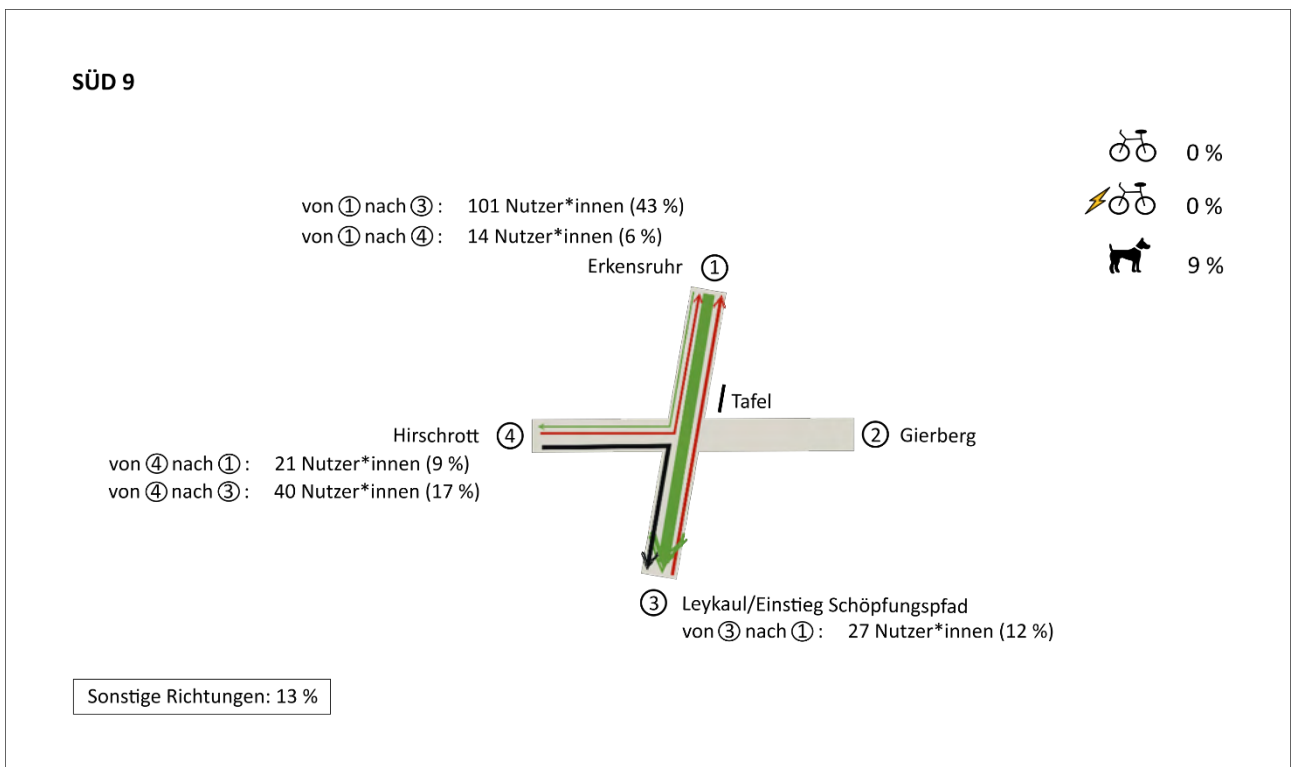 SÜD 9
0 %
0 %
9 %
von ① nach ③ : 101 Nutzer*innen (43 %)
von ① nach ④ : 14 Nutzer*innen (6 %)
Erkensruhr ①
Tafel
Hirschrott ④
② Gierberg
von ④ nach ① : 21 Nutzer*innen (9 %)
von ④ nach ③ : 40 Nutzer*innen (17 %)
③ Leykaul/Einstieg Schöpfungspfad
von ③ nach ① : 27 Nutzer*innen (12 %)
Sonstige Richtungen: 13 %